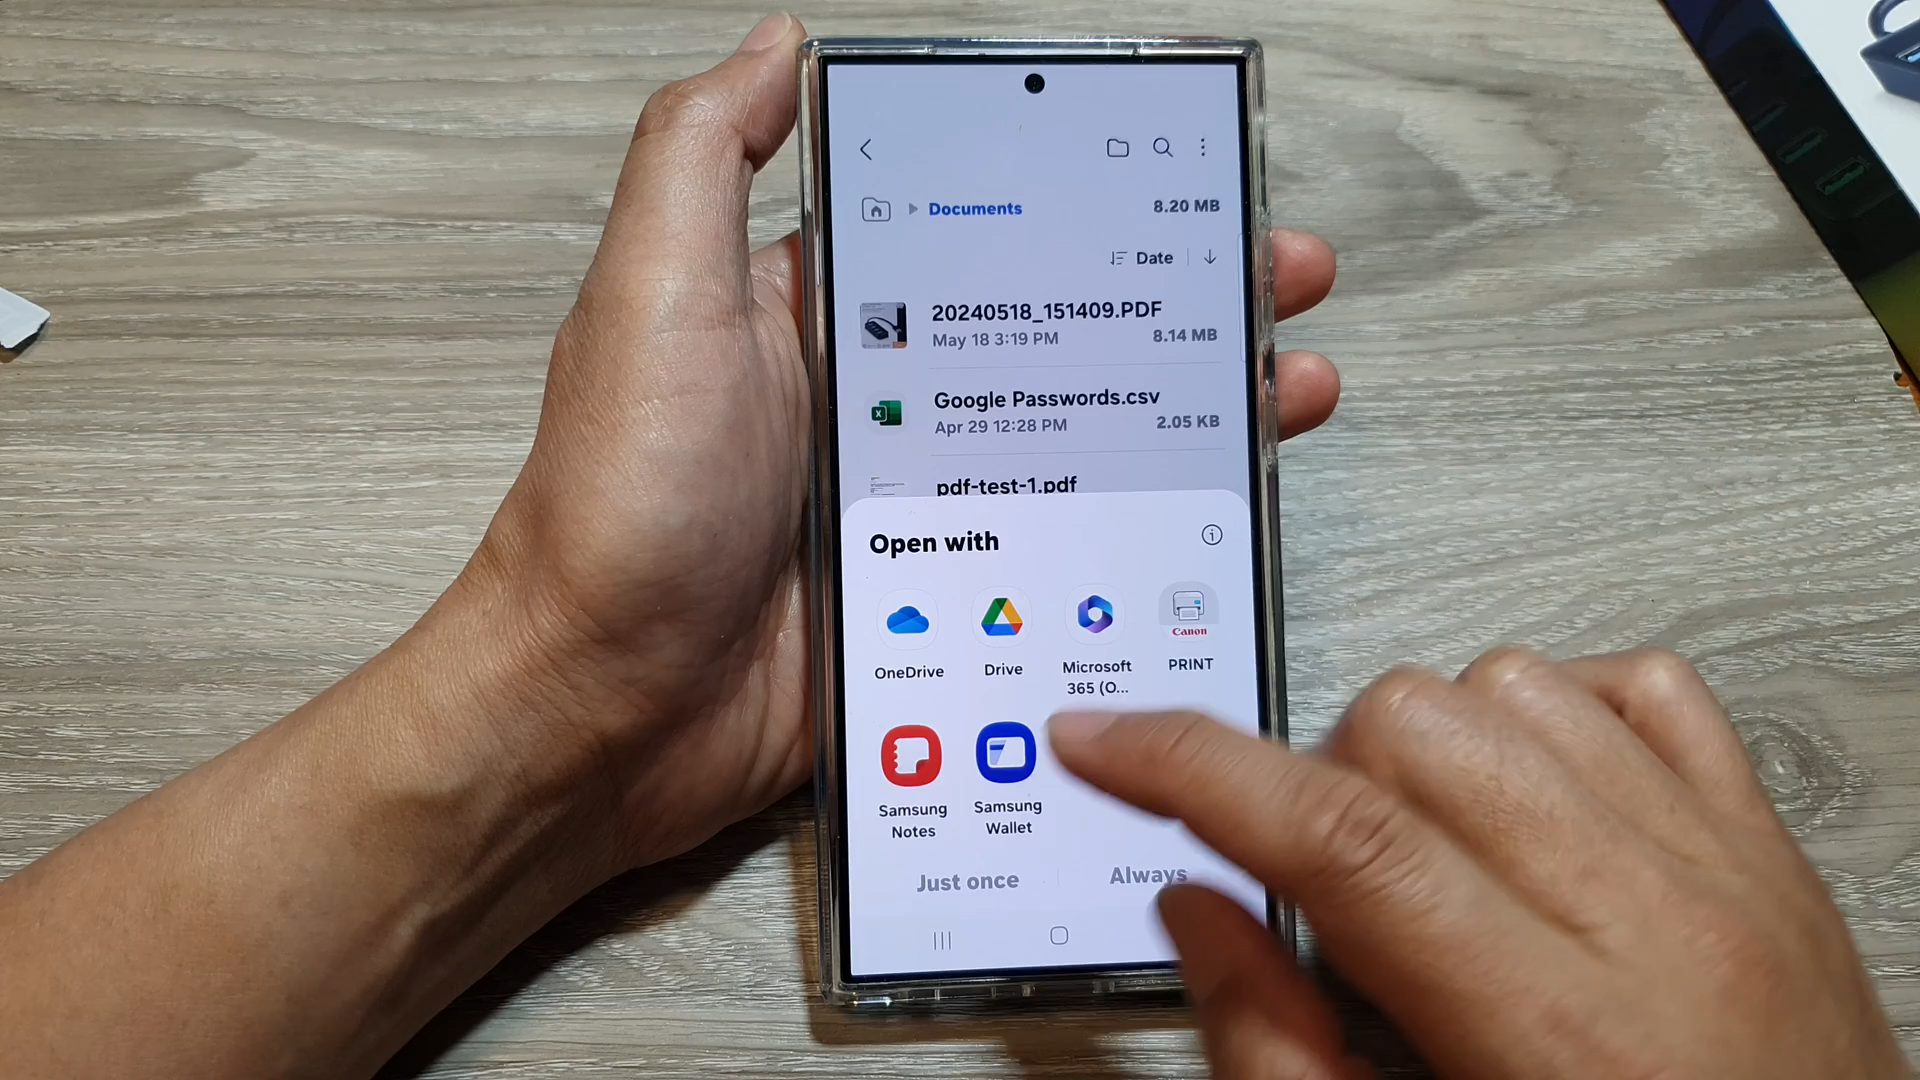 Documents
8.20 MB
Date
20240518_151409.PDF
May 18 3:19 PM
8.14 MB
Google Passwords.csv
Apr 29 12:28 PM
2.05 KB
pdf-test-1.pdf
Open with
OneDrive
Drive
Microsoft
365 (O...
Canon
PRINT
Samsung
Notes
Samsung
Wallet
Just once
Always